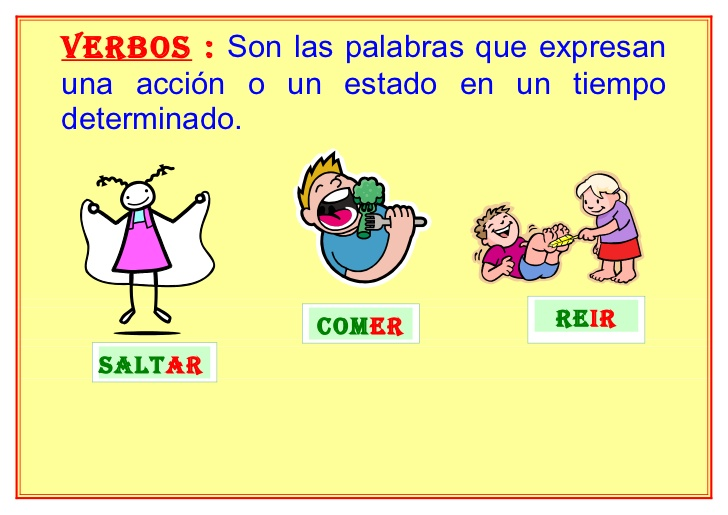 VERBOS : Son las palabras que expresan
una acción o un estado en un tiempo
determinado.
COMER
REIR
SALTAR